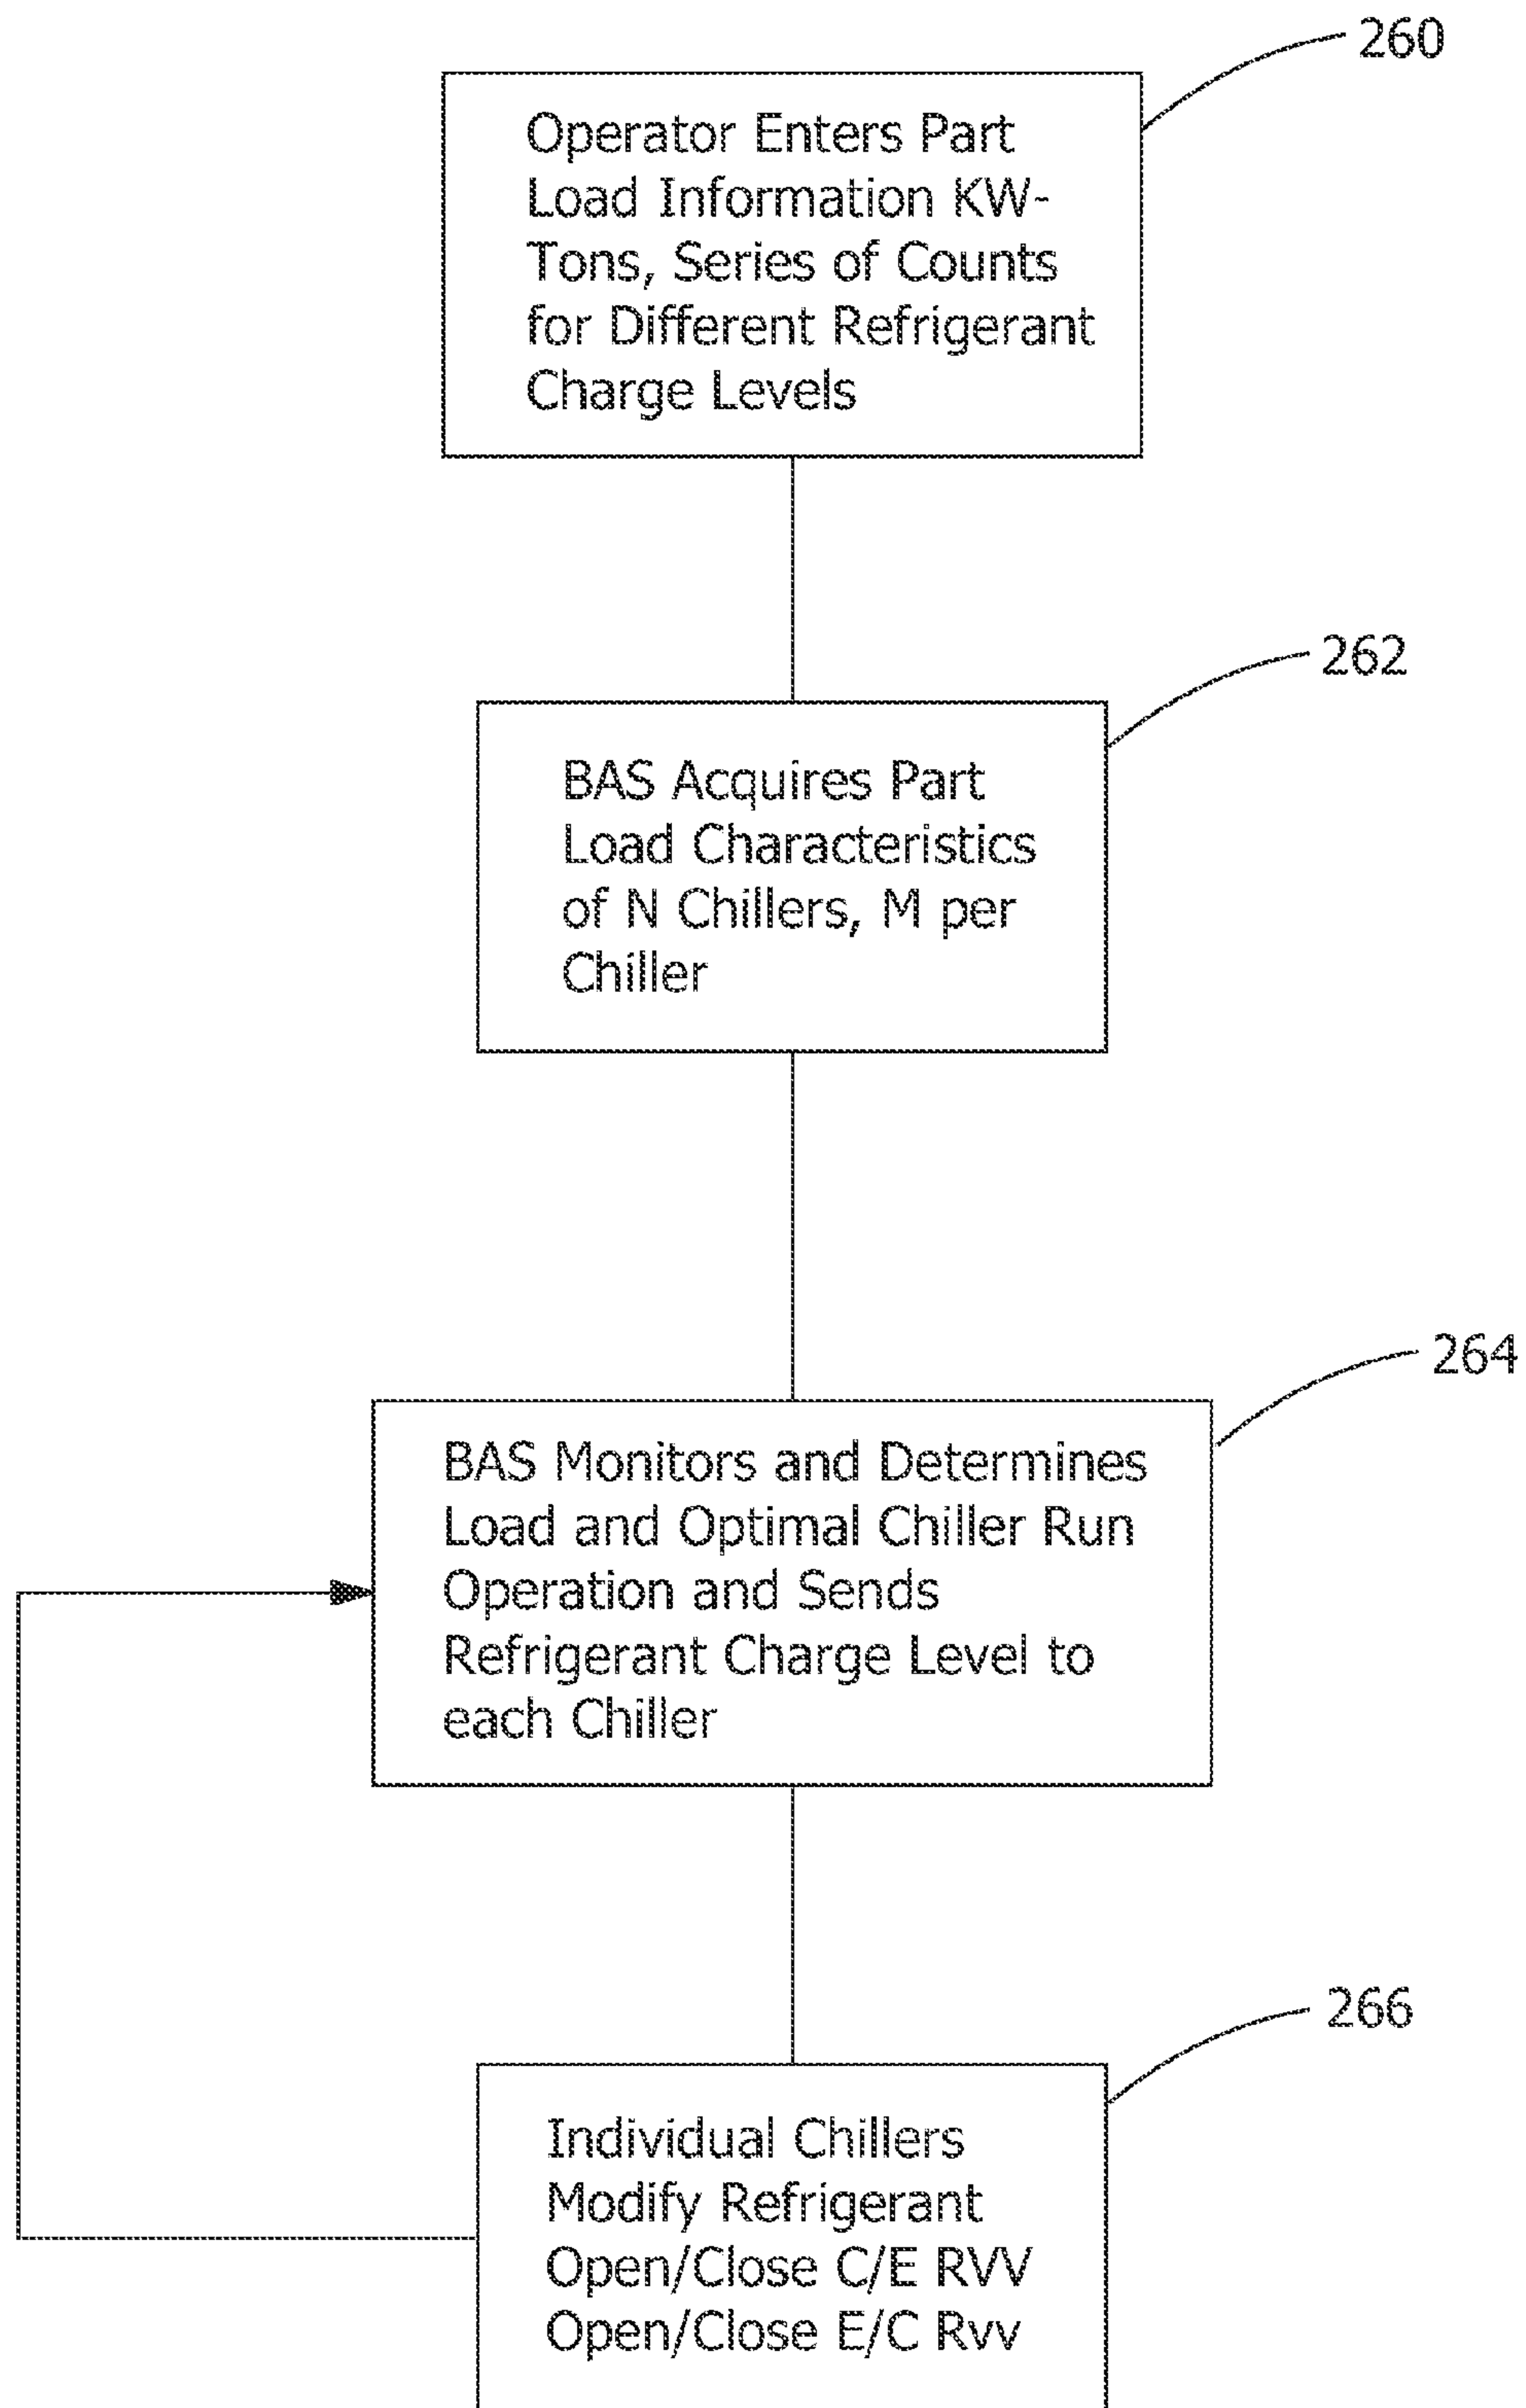 260
Operator Enters Part
Load Information KW-
Tons, Series of Counts
for Different Refrigerant
Charge Levels
262
BAS Acquires Part
Load Characteristics
of N Chillers, M per
Chiller
264
BAS Monitors and Determines
Load and Optimal Chiller Run
Operation and Sends
Refrigerant Charge Level to
each Chiller
266
Individual Chillers
Modify Refrigerant
Open/Close C/E RVV
Open/Close E/C Rvv